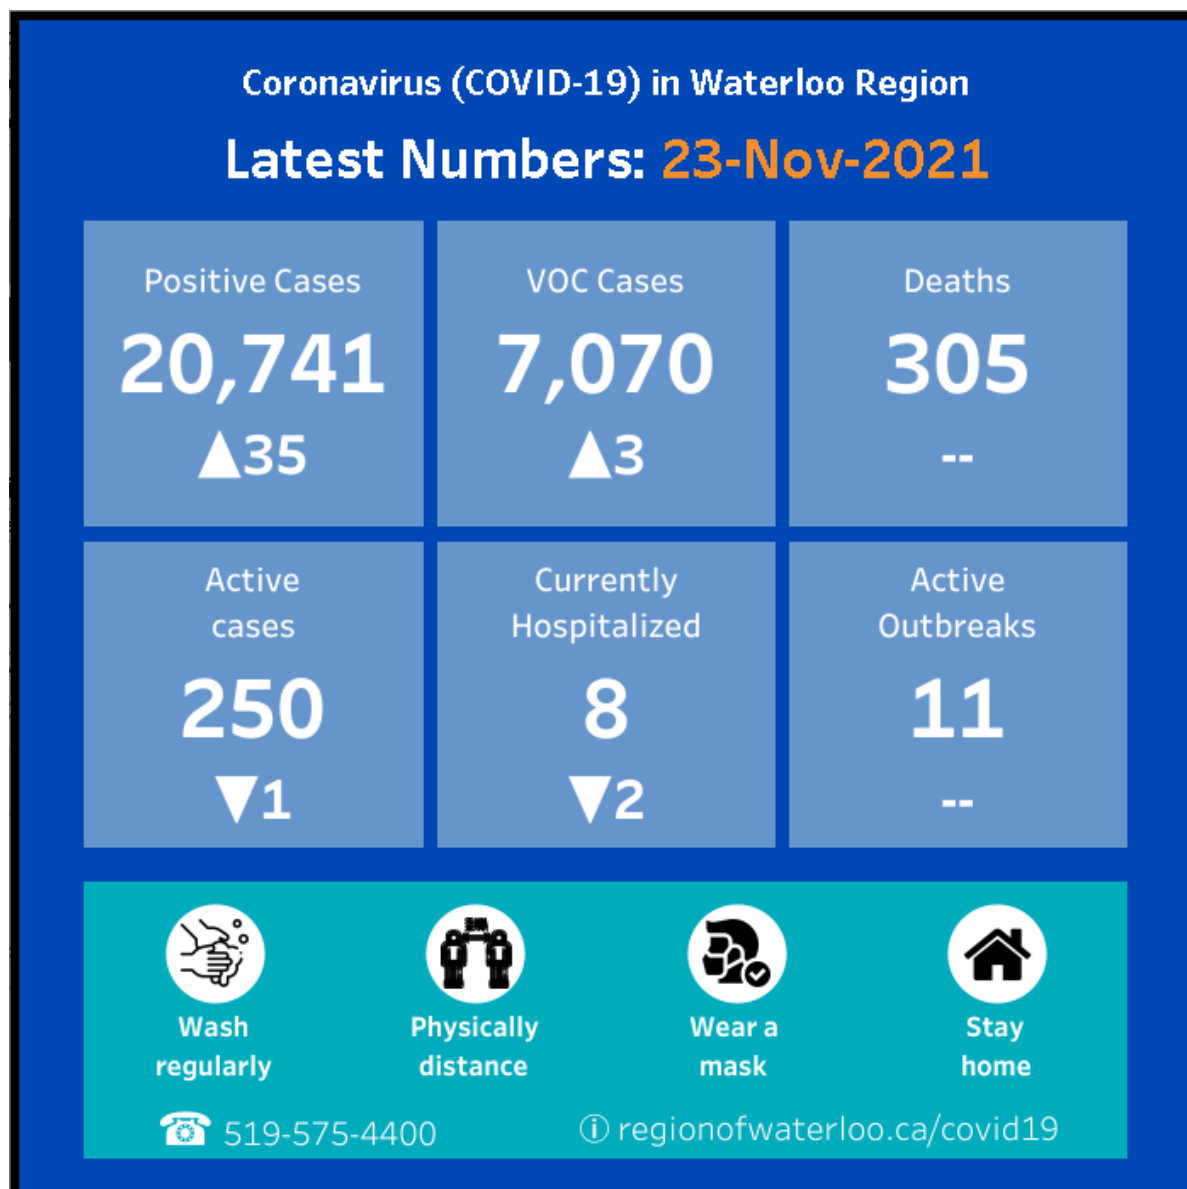 Coronavirus (COVID-19) in Waterloo Region
Latest Numbers: 23-Nov-2021
Positive Cases
20,741
▲35
VOC Cases
7,070
▲3
Deaths
305
--
Active
cases
250
▼1
Currently
Hospitalized
8
▼2
Active
Outbreaks
11
--
Wash
regularly
Physically
distance
Wear a
mask
Stay
home
519-575-4400
regionofwaterloo.ca/covid19